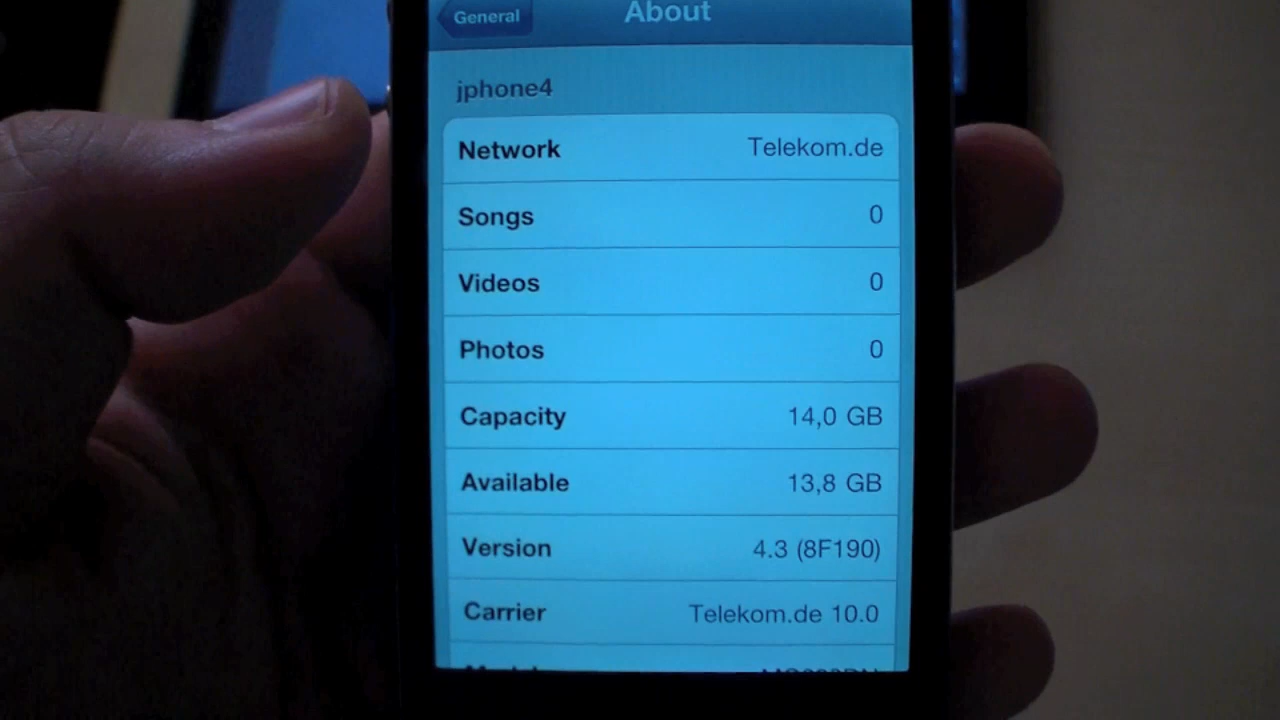 General
About
jphone4
Network Telekom.de
Songs 0
Videos 0
Photos 0
Capacity 14,0 GB
Available 13,8 GB
Version 4.3 (8F190)
Carrier Telekom.de 10.0